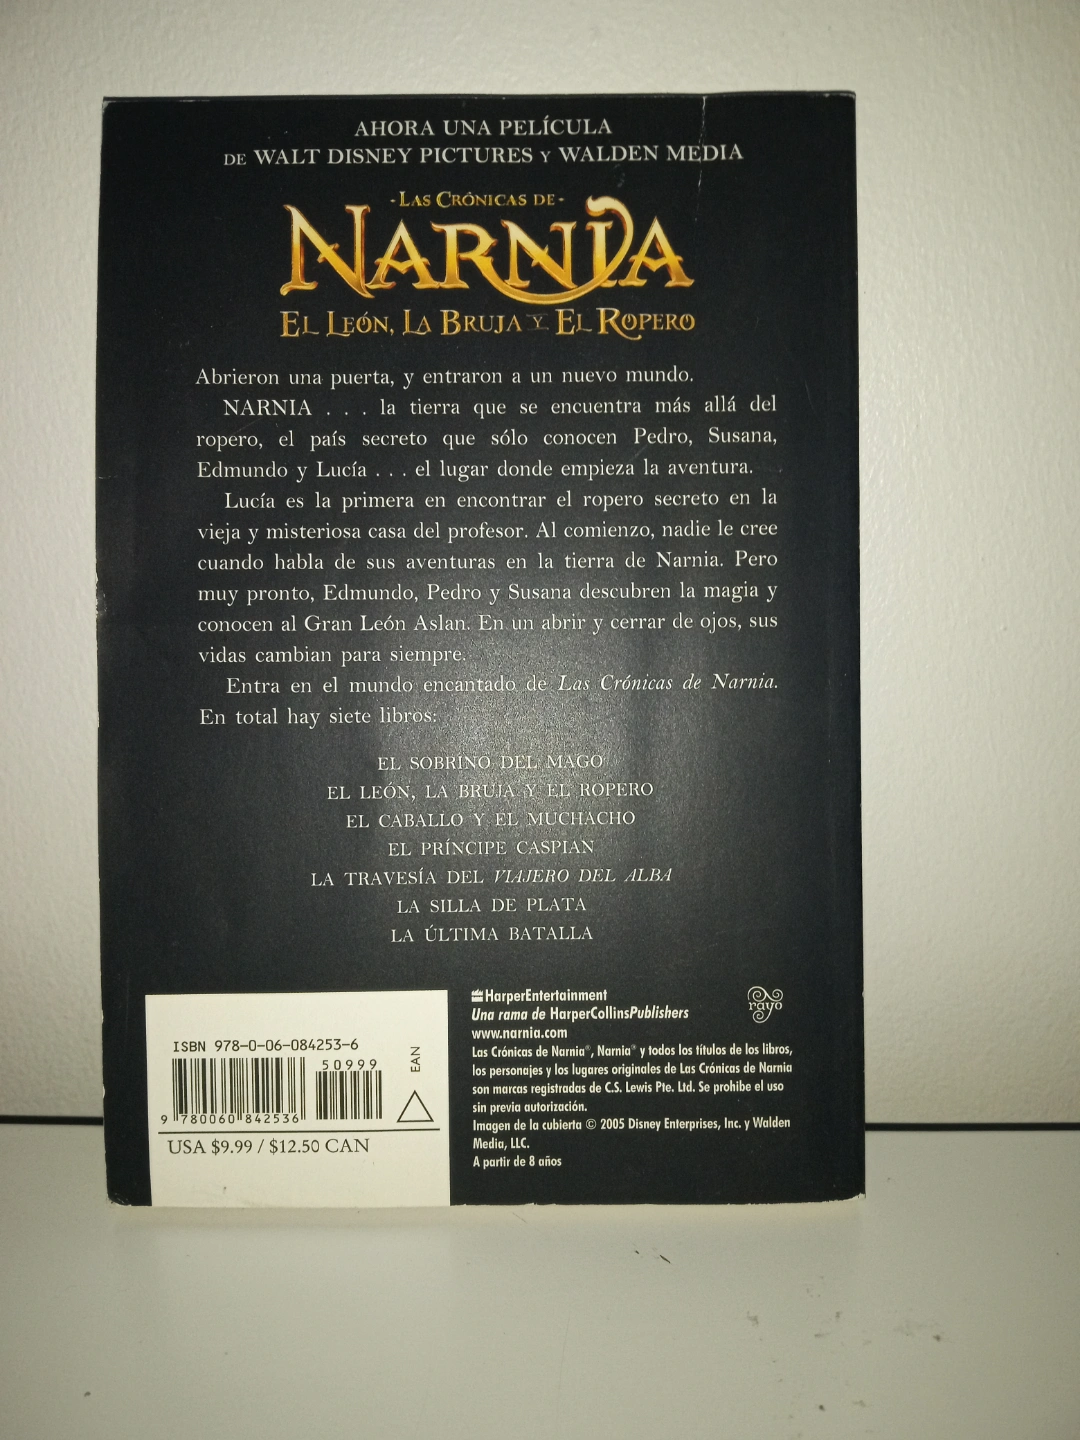 AHORA UNA PELÍCULA
DE WALT DISNEY PICTURES Y WALDEN MEDIA
- LAS CRÓNICAS DE -
NARNIA
EL LEÓN, LA BRUJA Y EL ROPERO
Abrieron una puerta, y entraron a un nuevo mundo.
NARNIA . . . la tierra que se encuentra más allá del
ropero, el país secreto que sólo conocen Pedro, Susana,
Edmundo y Lucía . . . el lugar donde empieza la aventura.
Lucía es la primera en encontrar el ropero secreto en la
vieja y misteriosa casa del profesor. Al comienzo, nadie le cree
cuando habla de sus aventuras en la tierra de Narnia. Pero
muy pronto, Edmundo, Pedro y Susana descubren la magia y
conocen al Gran León Aslan. En un abrir y cerrar de ojos, sus
vidas cambian para siempre.
Entra en el mundo encantado de Las Crónicas de Narnia.
En total hay siete libros:
EL SOBRINO DEL MAGO
EL LEÓN, LA BRUJA Y EL ROPERO
EL CABALLO Y EL MUCHACHO
EL PRÍNCIPE CASPIAN
LA TRAVESÍA DEL VIAJERO DEL ALBA
LA SILLA DE PLATA
LA ÚLTIMA BATALLA
ISBN 978-0-06-084253-6
50999
EAN
9 780060 842536
USA $9.99 / $12.50 CAN
HarperEntertainment
Una rama de HarperCollinsPublishers
www.narnia.com
rayo
Las Crónicas de Narnia®, Narnia® y todos los títulos de los libros,
los personajes y los lugares originales de Las Crónicas de Narnia
son marcas registradas de C.S. Lewis Pte. Ltd. Se prohibe el uso
sin previa autorización.
Imagen de la cubierta © 2005 Disney Enterprises, Inc. y Walden
Media, LLC.
A partir de 8 años